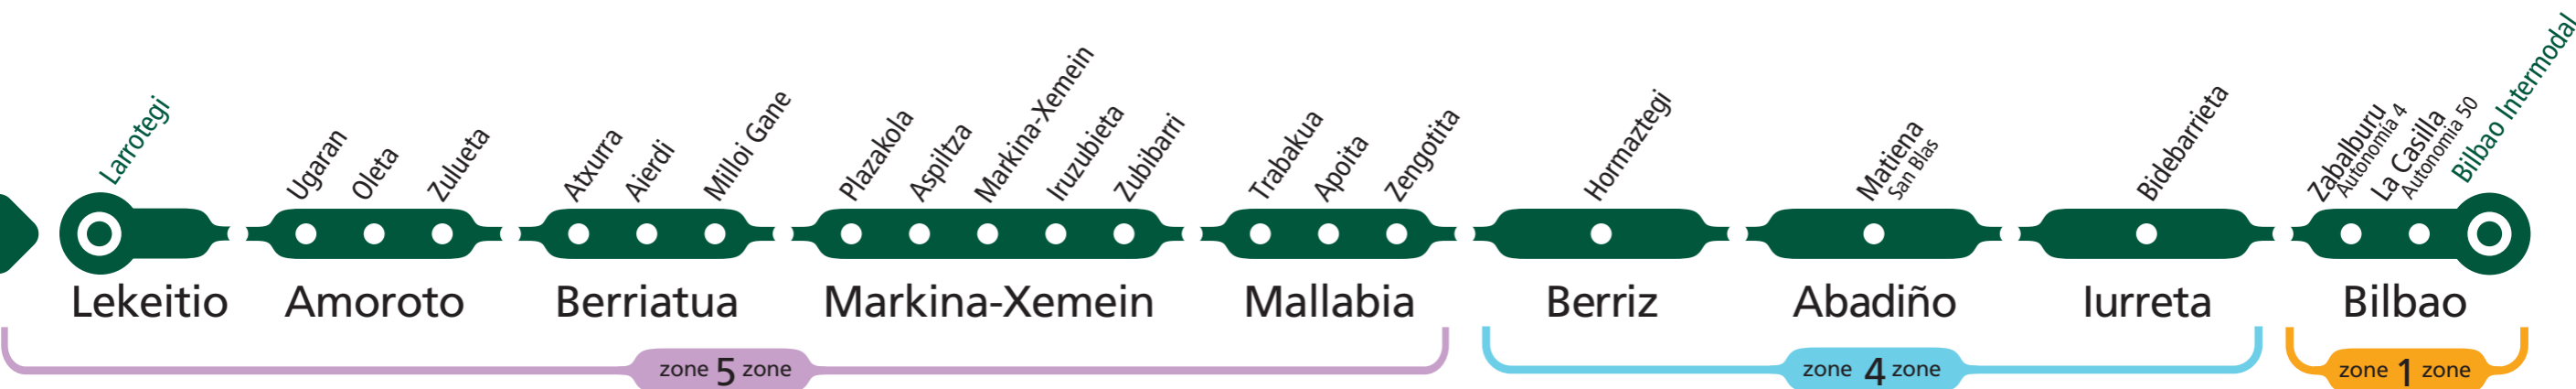 Larrotegi
Ugaran
Oleta
Zulueta
Atxurra
Aierdi
Milloi Gane
Plazakola
Aspiltza
Markina-Xemein
Iruzubieta
Zubibarri
Trabakua
Apoita
Zengotita
Hormaztegi
Matiena
San Blas
Bidebarrieta
Zabalburu
Autonomía 4
La Casilla
Autonomía 50
Bilbao Intermodal
Lekeitio
Amoroto
Berriatua
Markina-Xemein
Mallabia
Berriz
Abadiño
Iurreta
Bilbao
zone 5 zone
zone 4 zone
zone 1 zone